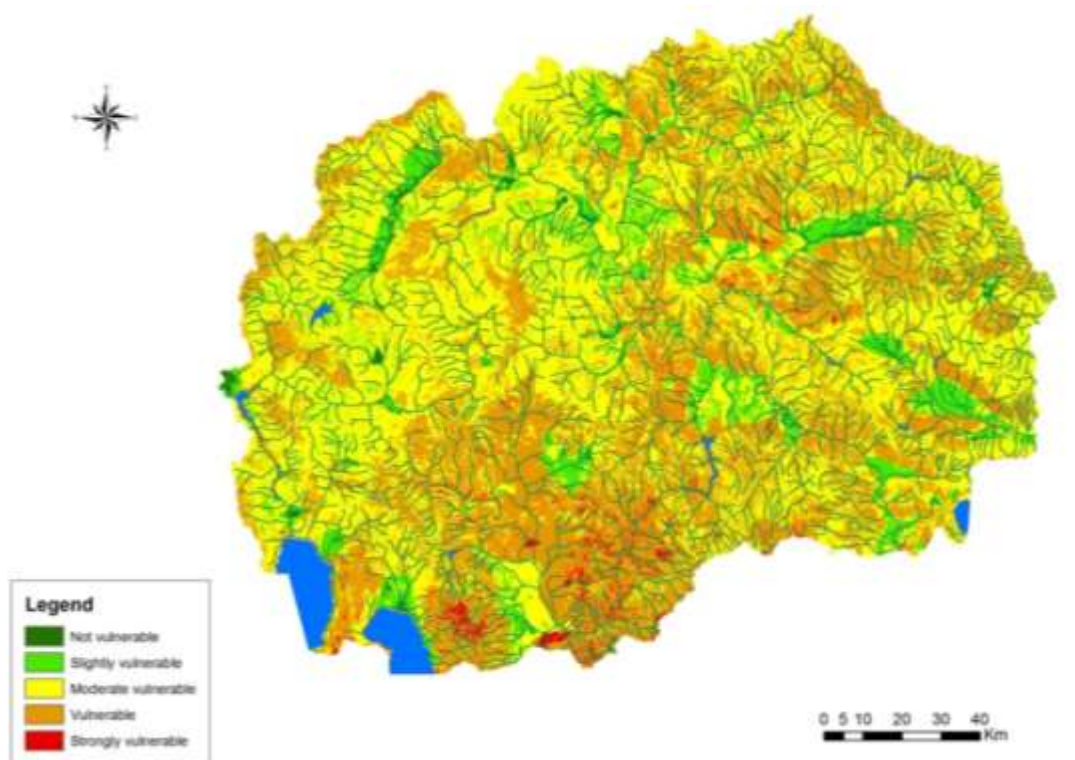 Legend
Not vulnerable
Slightly vulnerable
Moderate vulnerable
Vulnerable
Strongly vulnerable
0 5 10 20 30 40
Km